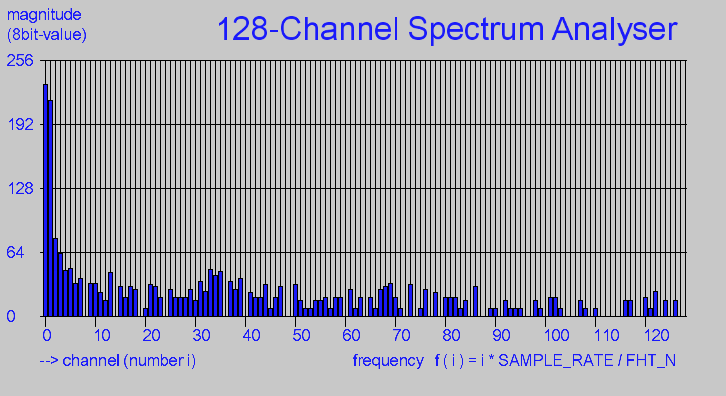 magnitude
(8bit-value)
128-Channel Spectrum Analyser
256
192
128
64
0
0 10 20 30 40 50 60 70 80 90 100 110 120
--> channel (number i) frequency f ( i ) = i * SAMPLE_RATE / FHT_N